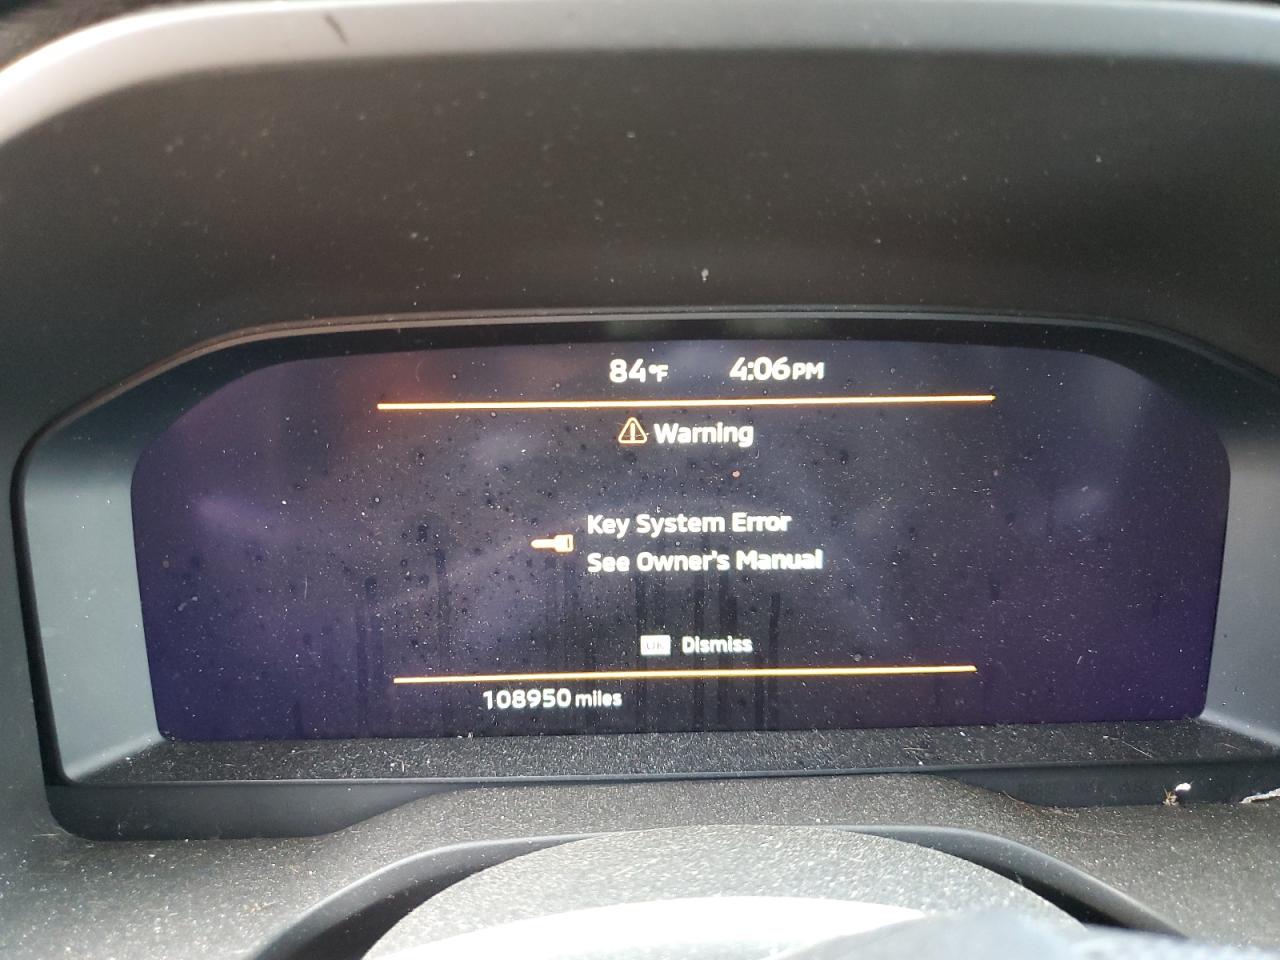 84°F 4:06PM
Warning
Key System Error
See Owner's Manual
OK Dismiss
108950 miles